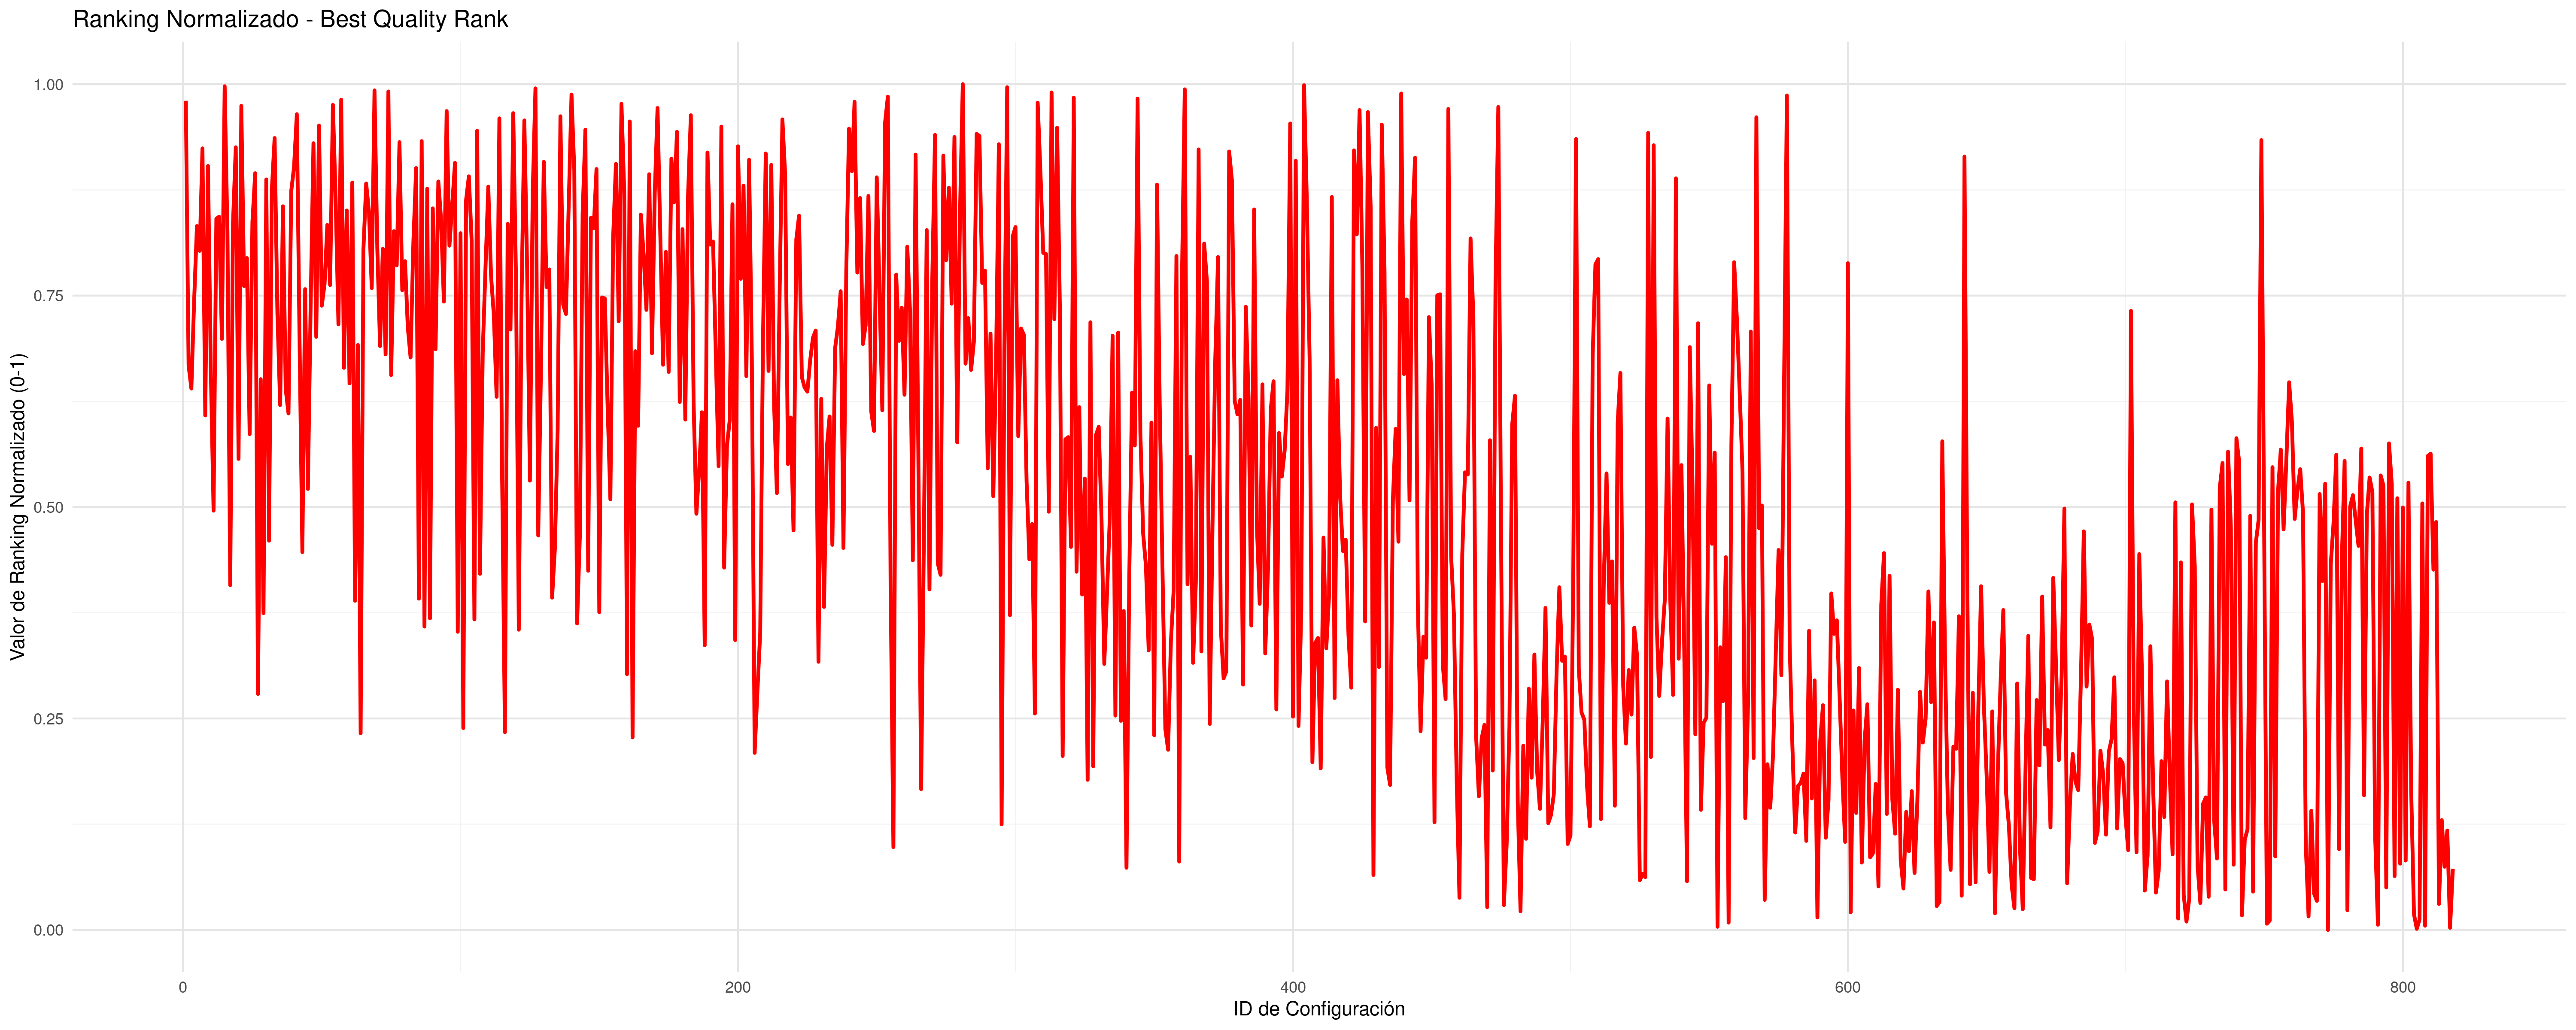 Ranking Normalizado - Best Quality Rank
Valor de Ranking Normalizado (0-1)
1.00
0.75
0.50
0.25
0.00
0 200 400 600 800
ID de Configuración